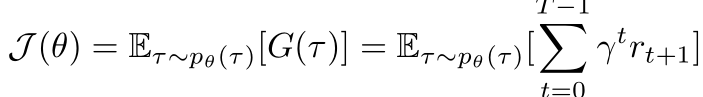 𝒥(θ) = 𝔼_{τ∼p_θ(τ)}[G(τ)] = 𝔼_{τ∼p_θ(τ)}[∑_{t=0}^{T−1} γ^t r_{t+1}]